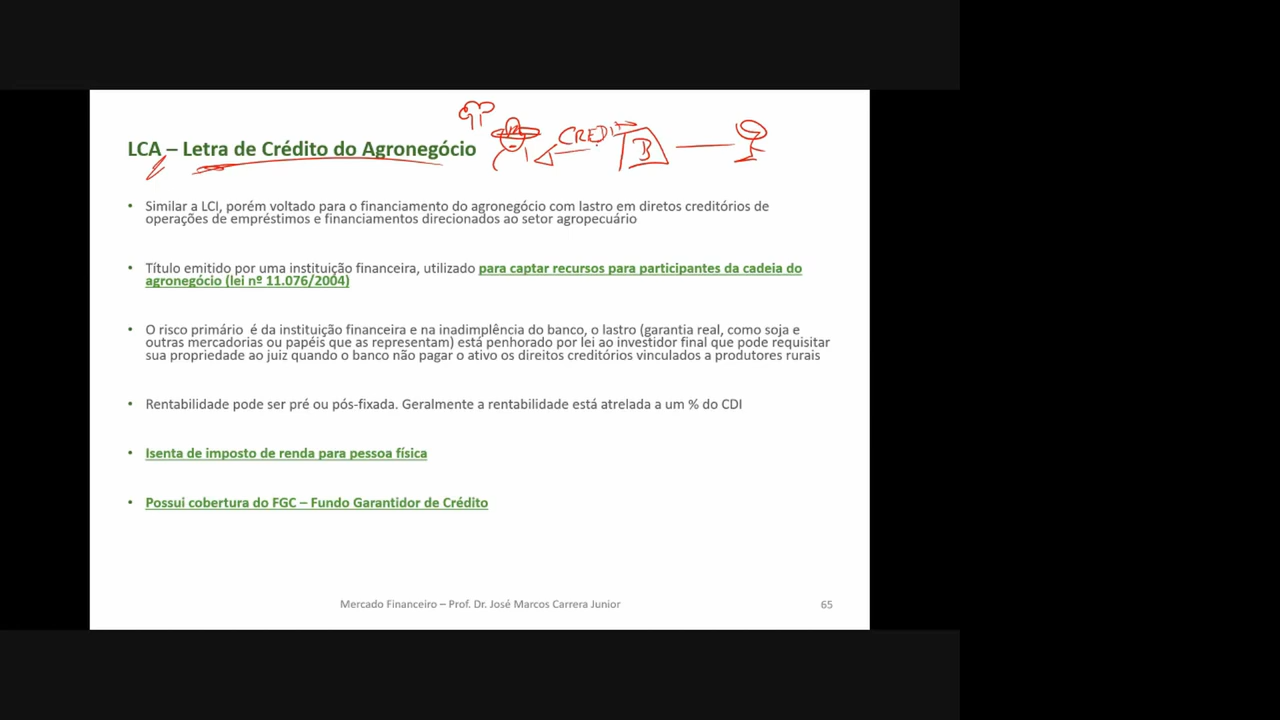 CREDIT
B
LCA – Letra de Crédito do Agronegócio
• Similar a LCI, porém voltado para o financiamento do agronegócio com lastro em diretos creditórios de
operações de empréstimos e financiamentos direcionados ao setor agropecuário
• Título emitido por uma instituição financeira, utilizado para captar recursos para participantes da cadeia do
agronegócio (lei nº 11.076/2004)
• O risco primário é da instituição financeira e na inadimplência do banco, o lastro (garantia real, como soja e
outras mercadorias ou papéis que as representam) está penhorado por lei ao investidor final que pode requisitar
sua propriedade ao juiz quando o banco não pagar o ativo os direitos creditórios vinculados a produtores rurais
• Rentabilidade pode ser pré ou pós-fixada. Geralmente a rentabilidade está atrelada a um % do CDI
• Isenta de imposto de renda para pessoa física
• Possui cobertura do FGC – Fundo Garantidor de Crédito
Mercado Financeiro – Prof. Dr. José Marcos Carrera Junior
65